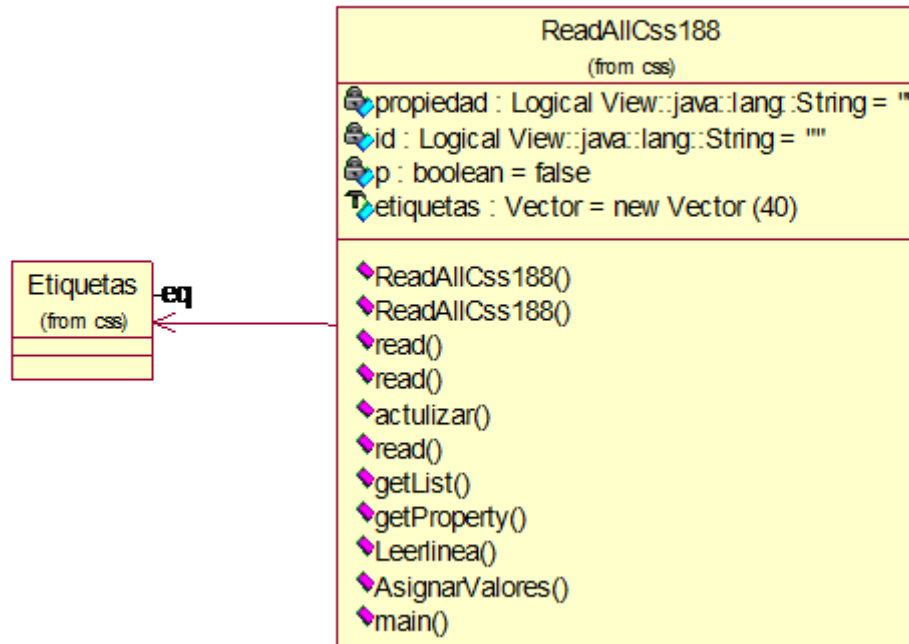 ReadAllCss188
(from css)
propiedad : Logical View::java::lang::String = ""
id : Logical View::java::lang::String = ""
p : boolean = false
etiquetas : Vector = new Vector (40)
Etiquetas
(from css)
-eq
ReadAllCss188()
ReadAllCss188()
read()
read()
actulizar()
read()
getList()
getProperty()
Leerlinea()
AsignarValores()
main()